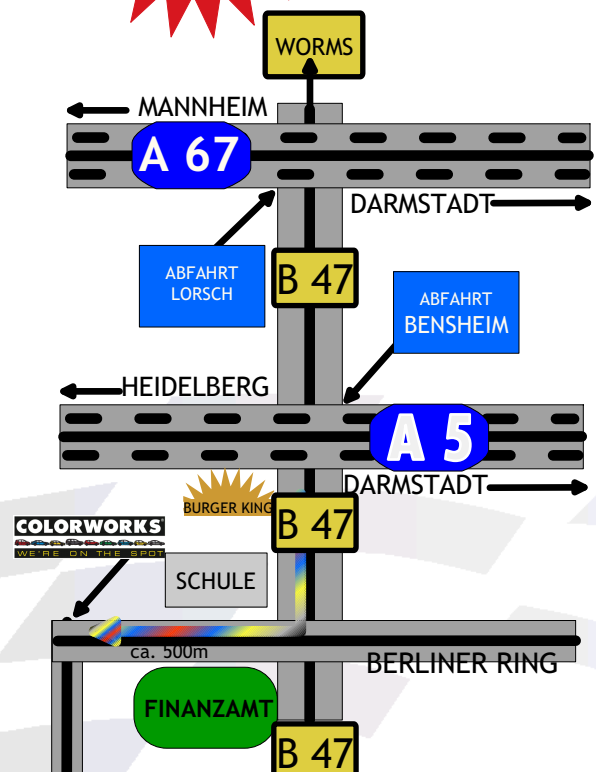 WORMS
MANNHEIM
A 67
DARMSTADT
ABFAHRT
LORSCH
B 47
ABFAHRT
BENSHEIM
HEIDELBERG
A 5
DARMSTADT
BURGER KING
B 47
COLORWORKS
WE'RE ON THE SPOT
SCHULE
ca. 500m
BERLINER RING
FINANZAMT
B 47